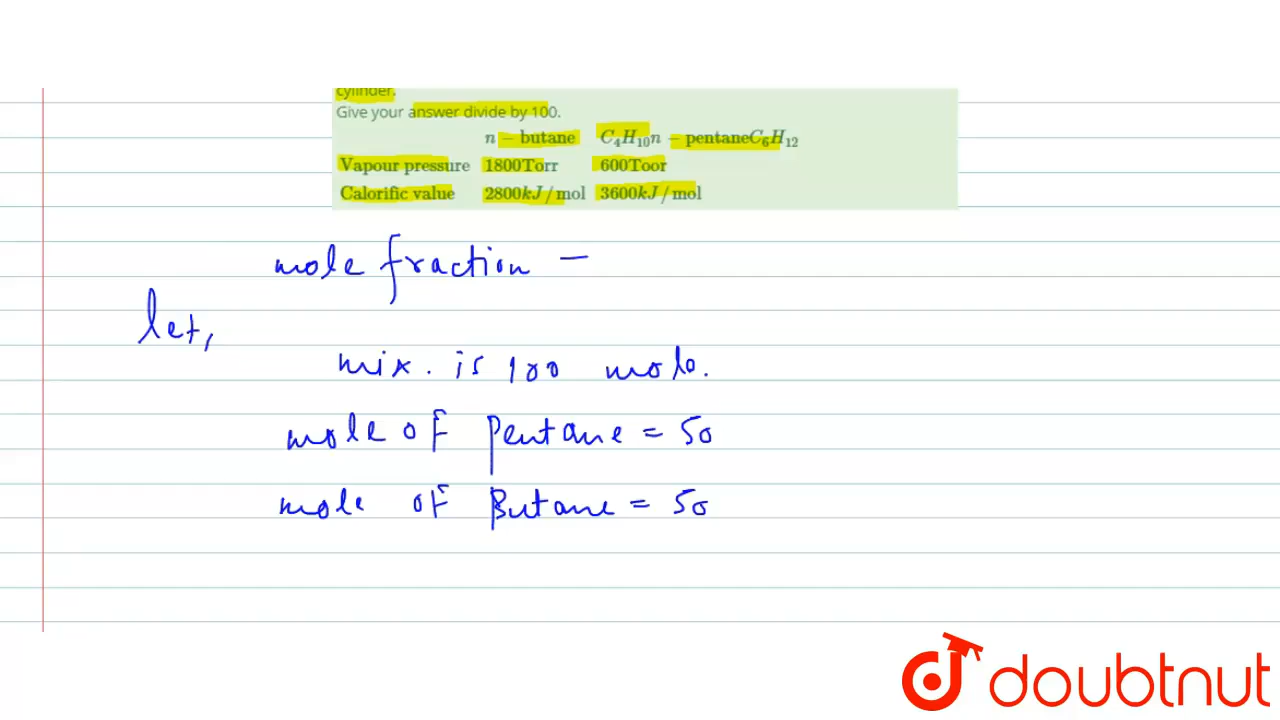 cylinder.
Give your answer divide by 100.
n − butane C₄H₁₀n − pentaneC₆H₁₂
Vapour pressure 1800Torr 600Toor
Calorific value 2800kJ/mol 3600kJ/mol
mole fraction −
let,
mix. is 100 mole.
mole of Pentane = 50
mole of Butane = 50
doubtnut